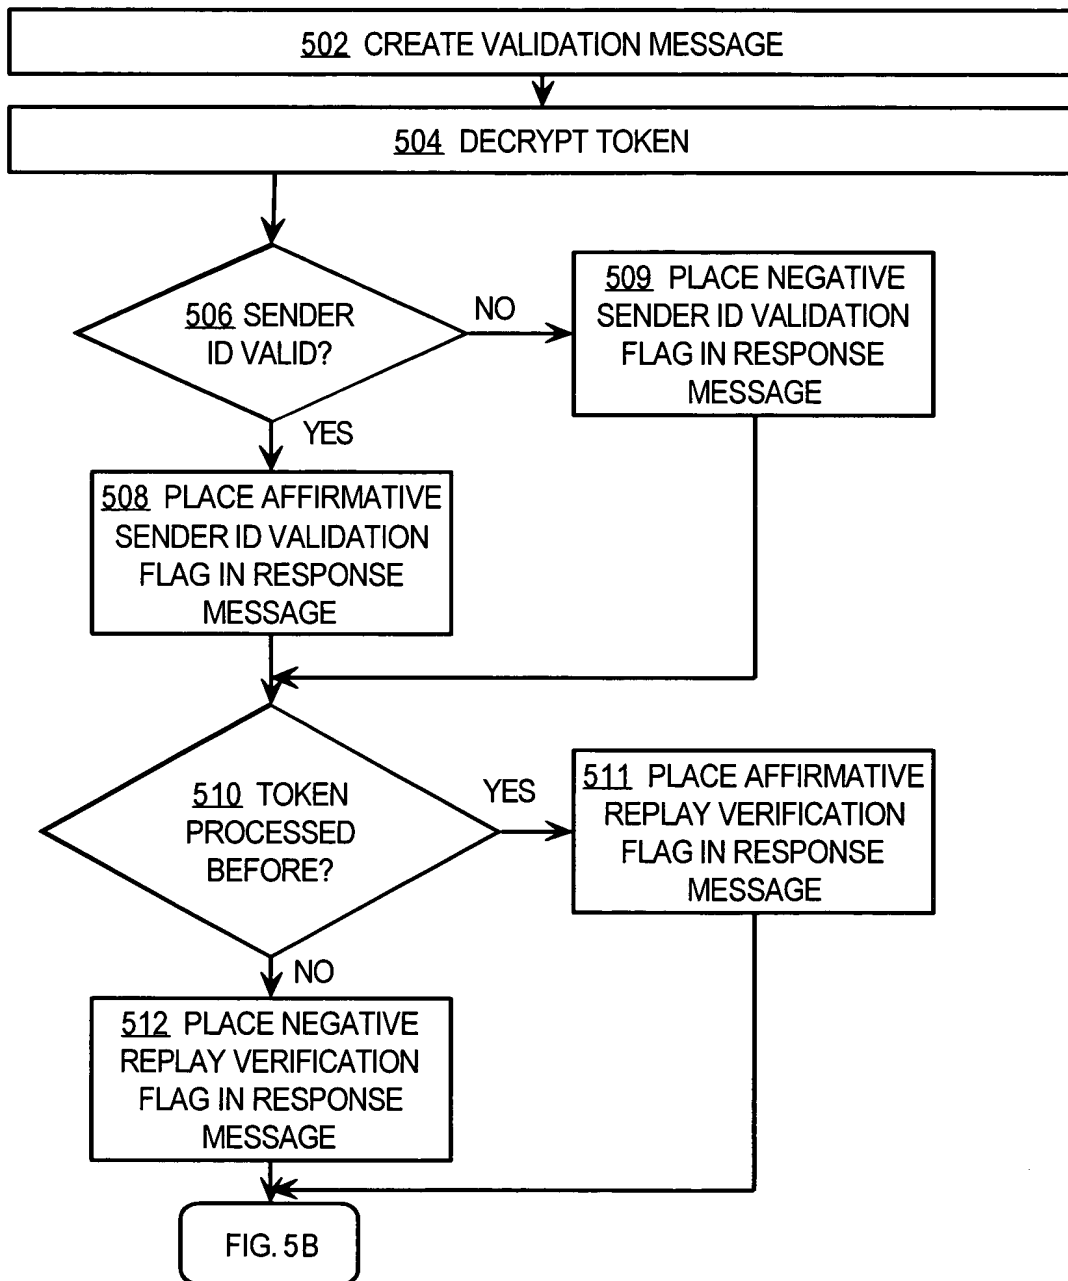 502 CREATE VALIDATION MESSAGE
504 DECRYPT TOKEN
506 SENDER
ID VALID?
NO
509 PLACE NEGATIVE
SENDER ID VALIDATION
FLAG IN RESPONSE
MESSAGE
YES
508 PLACE AFFIRMATIVE
SENDER ID VALIDATION
FLAG IN RESPONSE
MESSAGE
510 TOKEN
PROCESSED
BEFORE?
YES
511 PLACE AFFIRMATIVE
REPLAY VERIFICATION
FLAG IN RESPONSE
MESSAGE
NO
512 PLACE NEGATIVE
REPLAY VERIFICATION
FLAG IN RESPONSE
MESSAGE
FIG. 5B